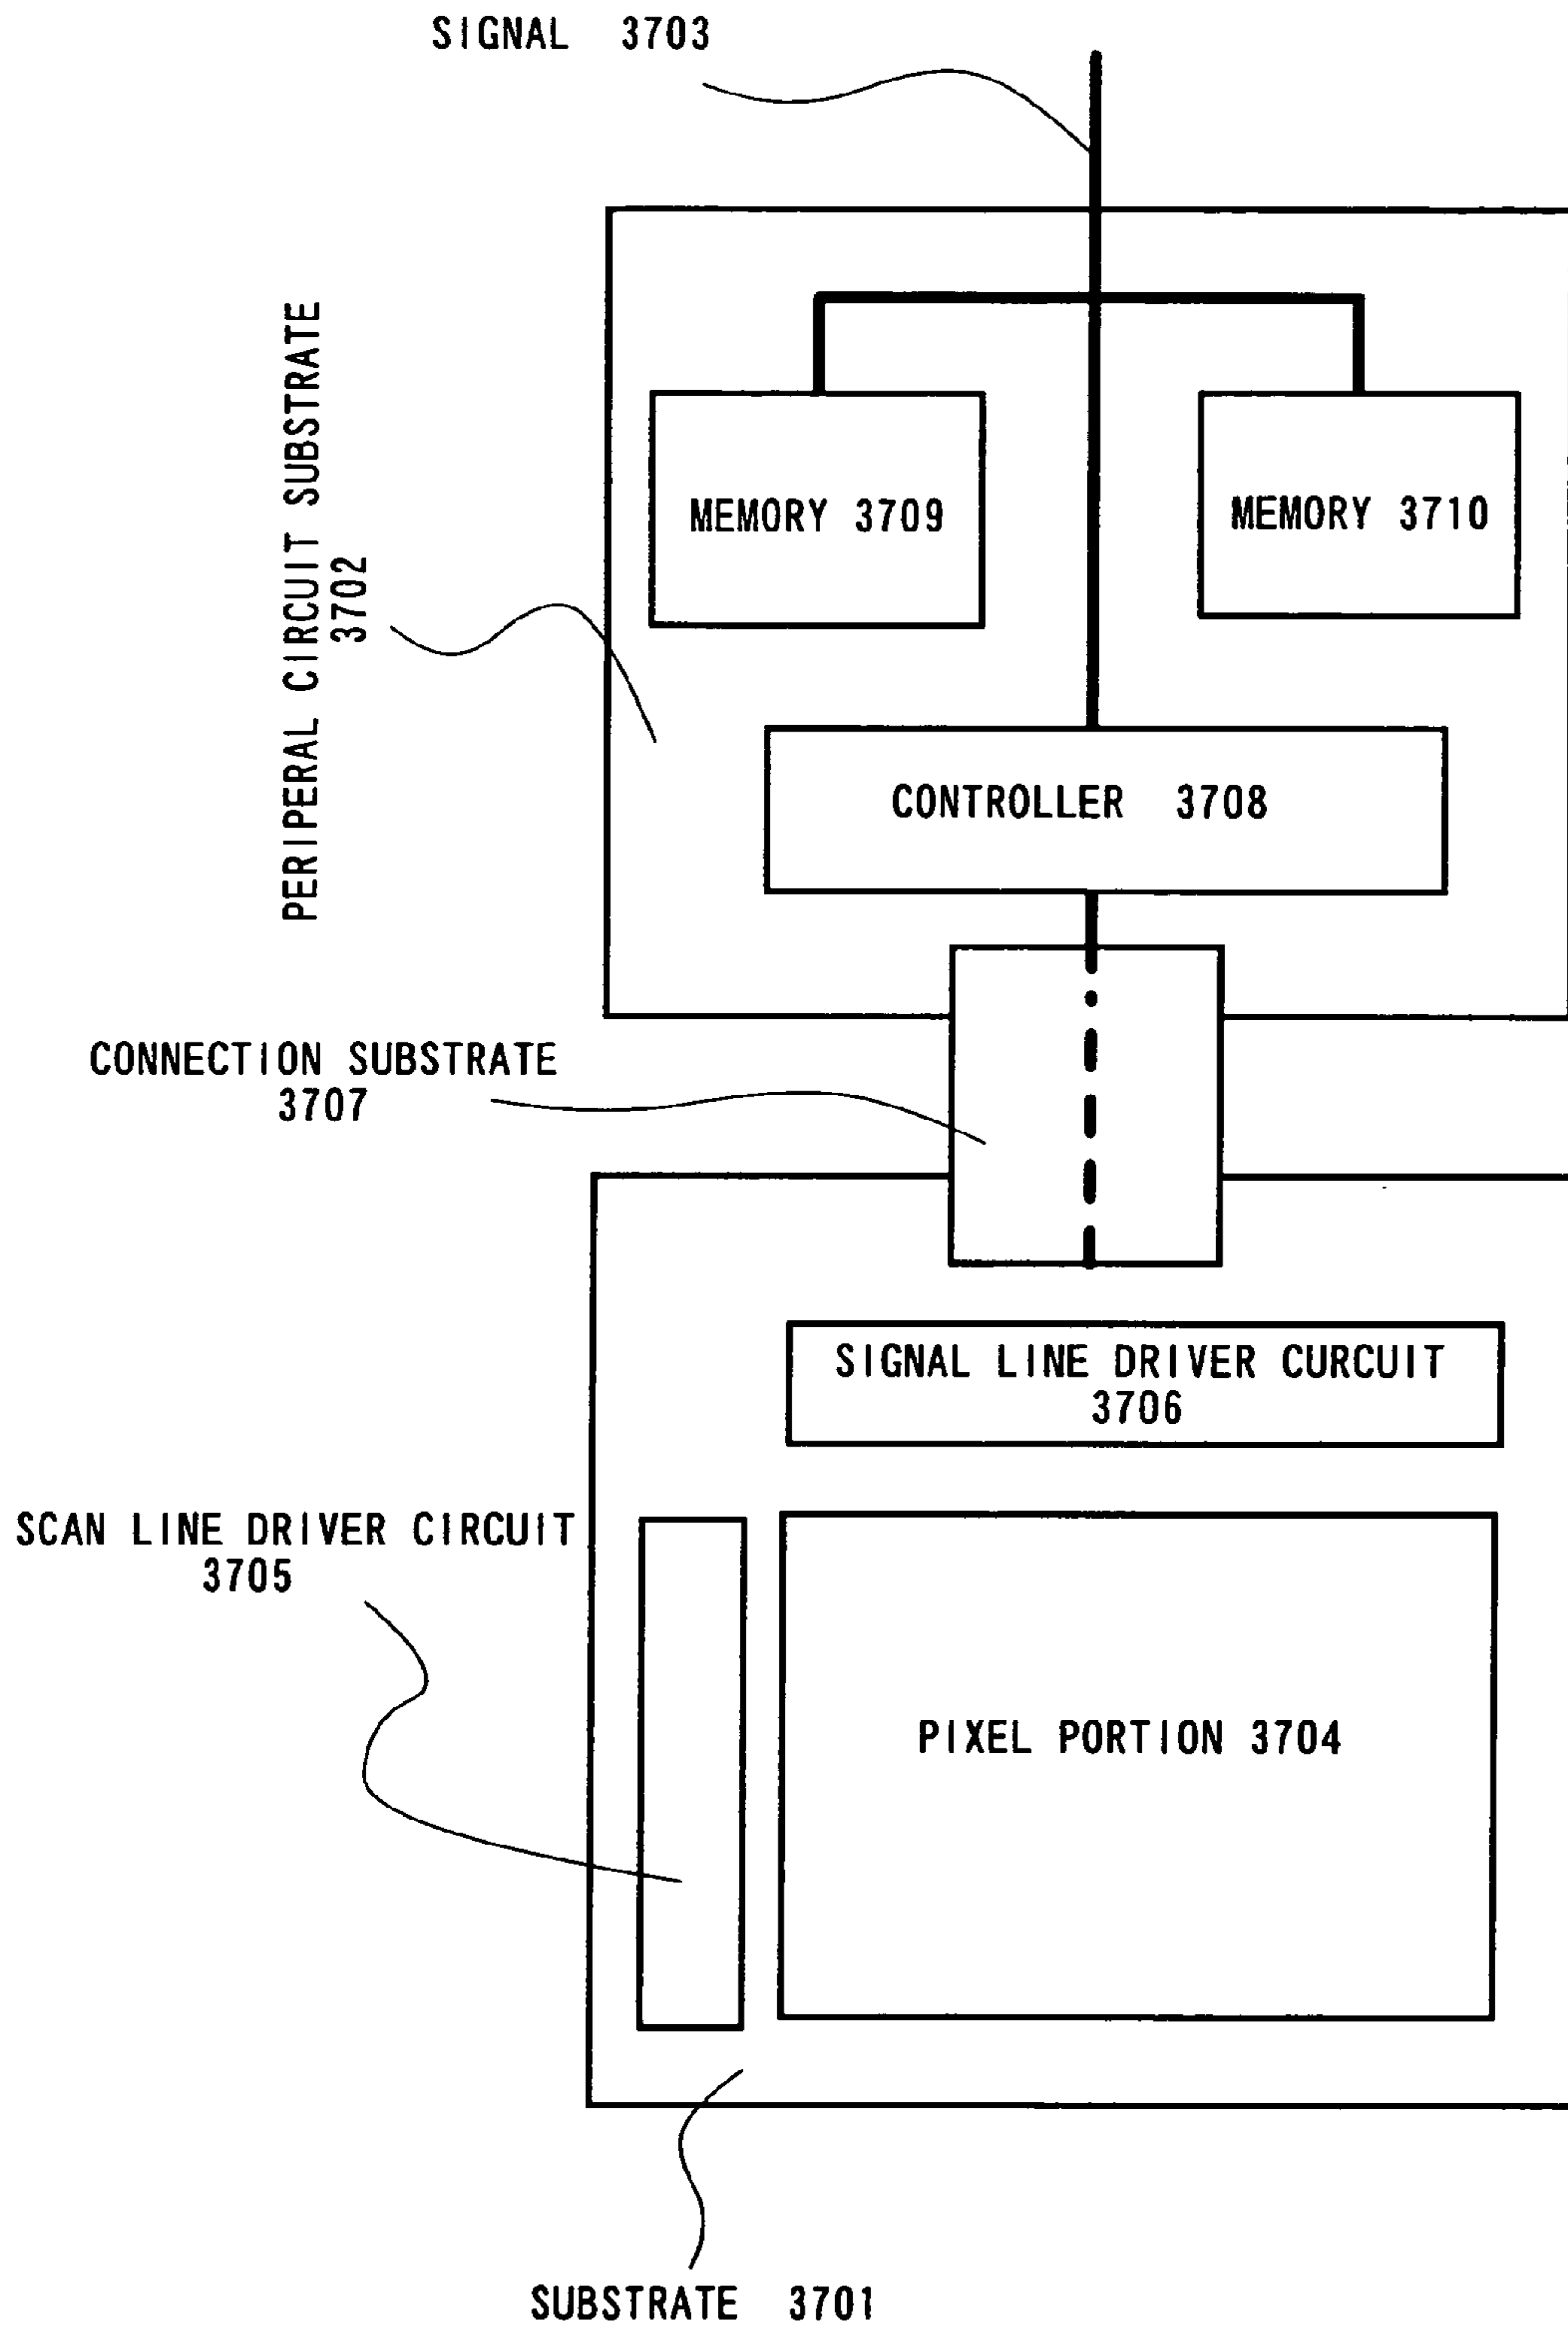 SIGNAL 3703
PERIPERAL CIRCUIT SUBSTRATE
3702
MEMORY 3709
MEMORY 3710
CONTROLLER 3708
CONNECTION SUBSTRATE
3707
SIGNAL LINE DRIVER CURCUIT
3706
SCAN LINE DRIVER CIRCUIT
3705
PIXEL PORTION 3704
SUBSTRATE 3701